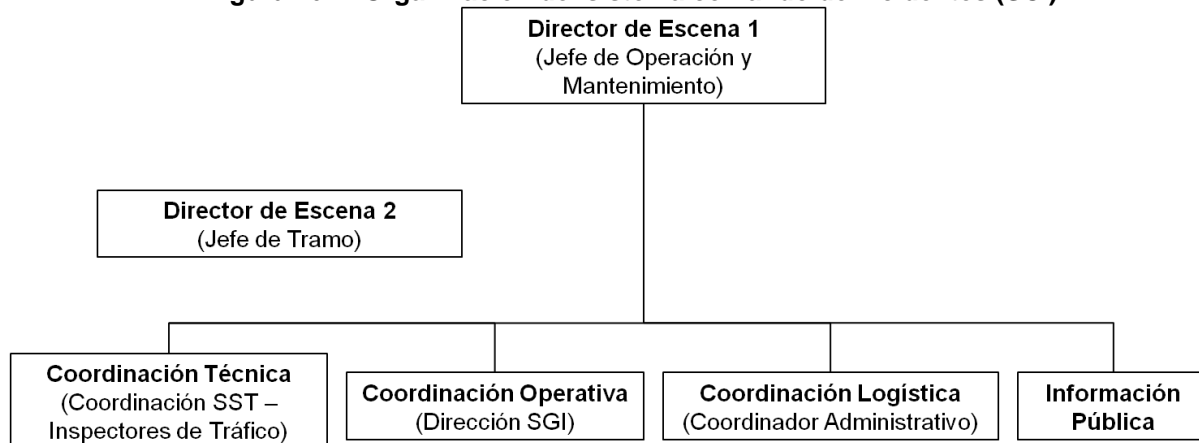 Director de Escena 1
(Jefe de Operación y
Mantenimiento)
Director de Escena 2
(Jefe de Tramo)
Coordinación Técnica
(Coordinación SST –
Inspectores de Tráfico)
Coordinación Operativa
(Dirección SGI)
Coordinación Logística
(Coordinador Administrativo)
Información
Pública